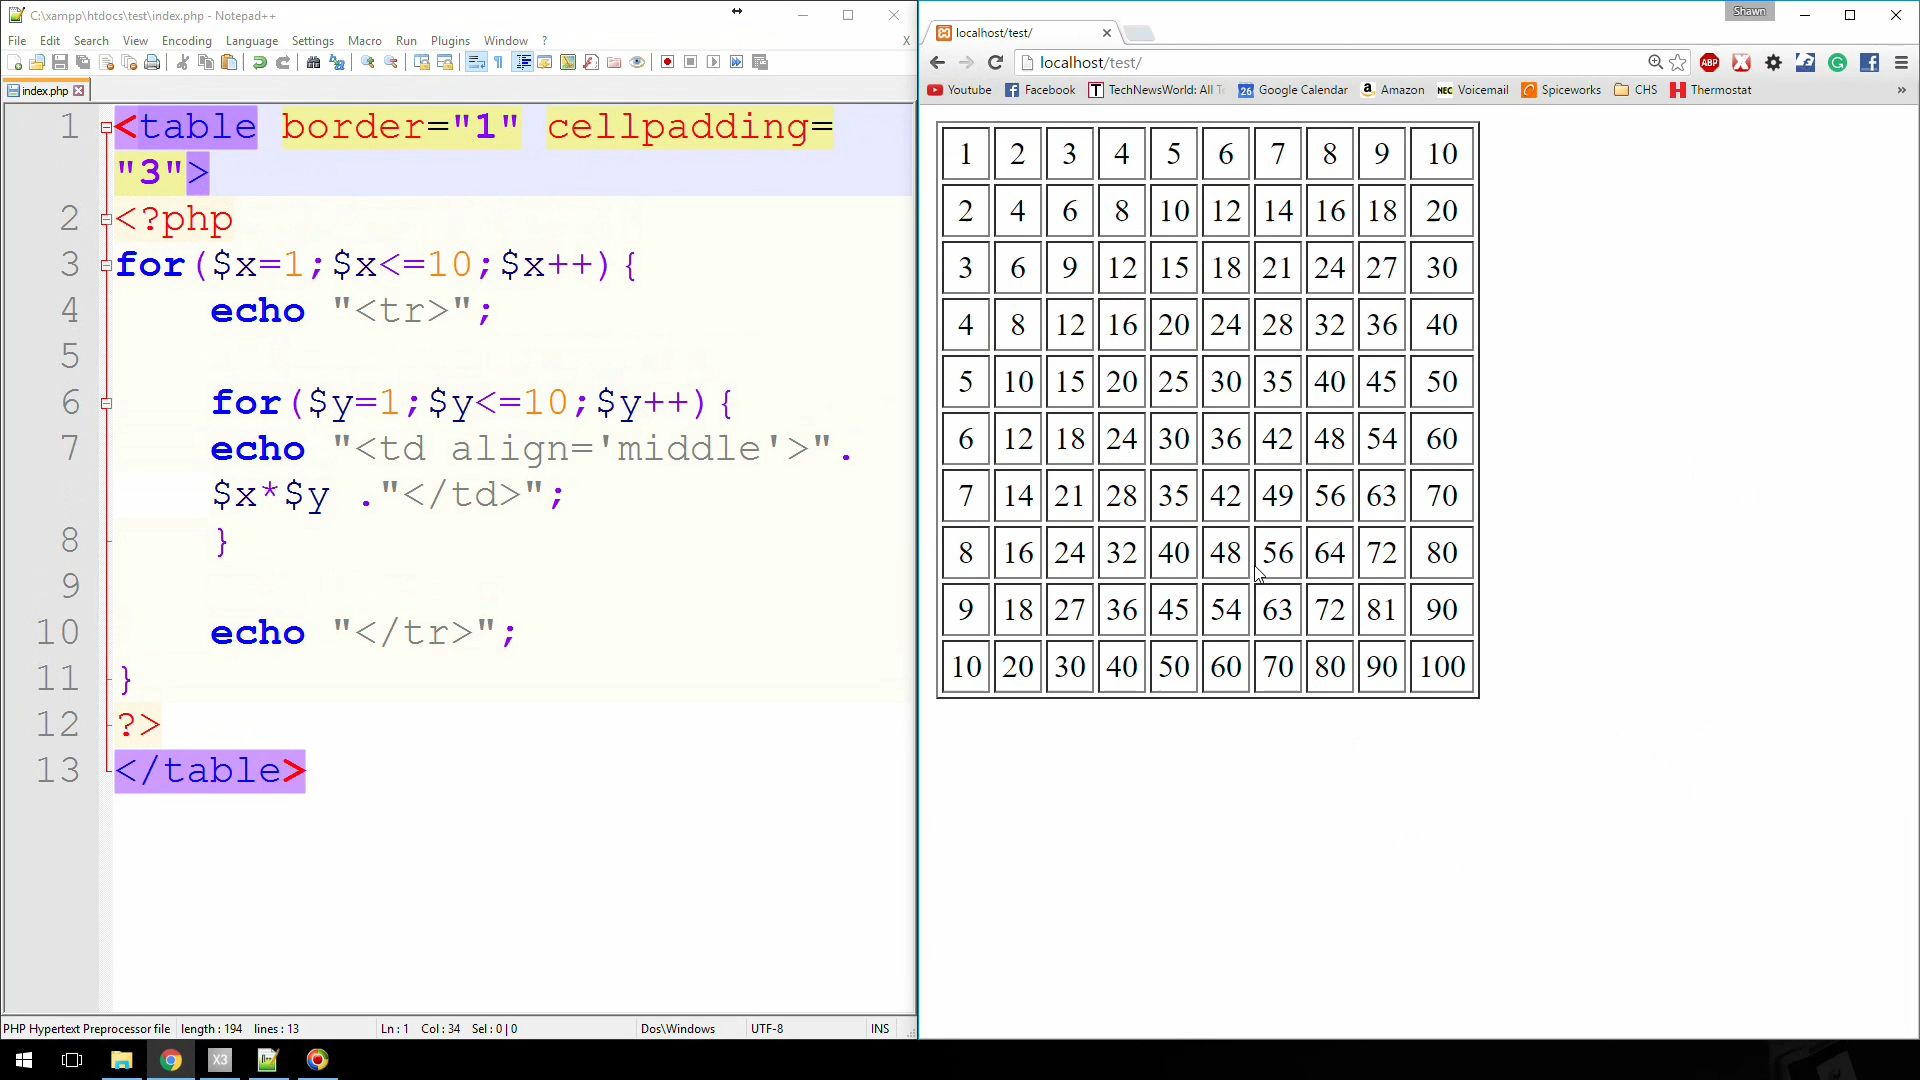 C:\xampp\htdocs\test\index.php - Notepad++
File Edit Search View Encoding Language Settings Macro Run Plugins Window ? X
index.php
1 <table border="1" cellpadding=
"3">
2 <?php
3 for($x=1;$x<=10;$x++){
4 echo "<tr>";
5
6 for($y=1;$y<=10;$y++){
7 echo "<td align='middle'>".
$x*$y ."</td>";
8 }
9
10 echo "</tr>";
11 }
12 ?>
13 </table>
PHP Hypertext Preprocessor file length : 194 lines : 13 Ln : 1 Col : 34 Sel : 0 | 0 Dos\Windows UTF-8 INS
Shawn
localhost/test/
localhost/test/
ABP
Youtube Facebook TechNewsWorld: All T 26 Google Calendar Amazon NEC Voicemail Spiceworks CHS Thermostat »
1 2 3 4 5 6 7 8 9 10
2 4 6 8 10 12 14 16 18 20
3 6 9 12 15 18 21 24 27 30
4 8 12 16 20 24 28 32 36 40
5 10 15 20 25 30 35 40 45 50
6 12 18 24 30 36 42 48 54 60
7 14 21 28 35 42 49 56 63 70
8 16 24 32 40 48 56 64 72 80
9 18 27 36 45 54 63 72 81 90
10 20 30 40 50 60 70 80 90 100
X3